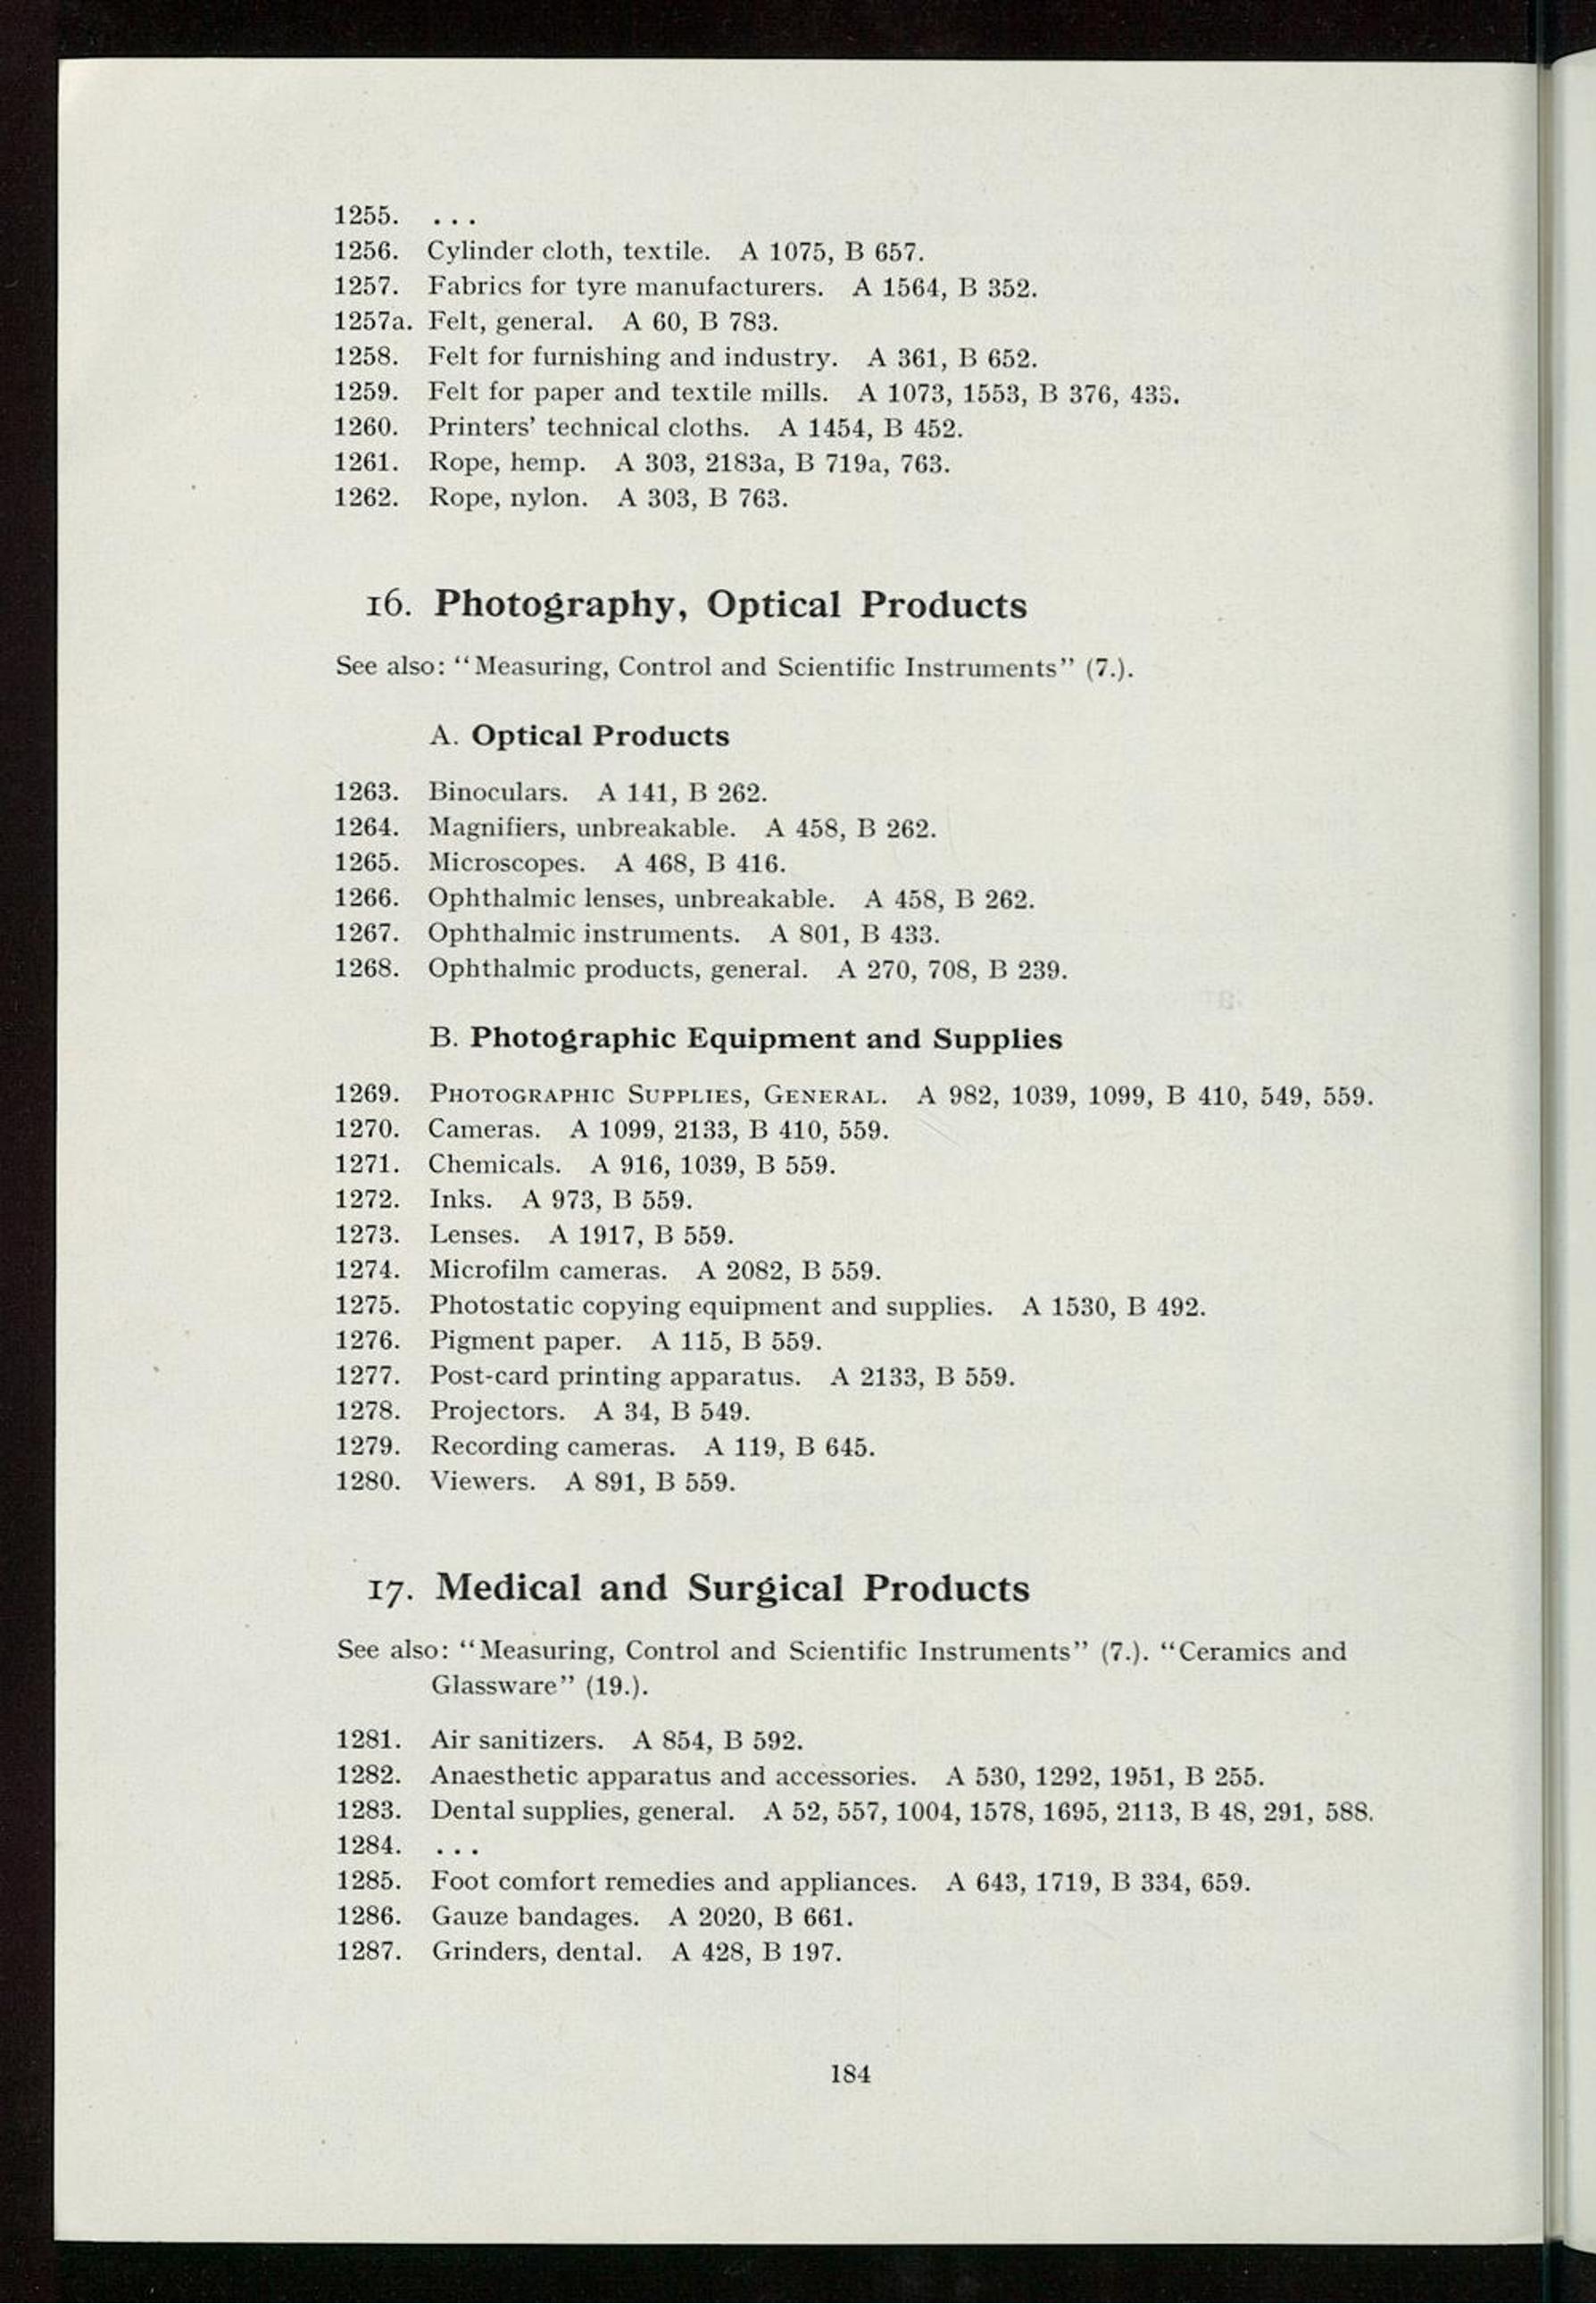 1255. ...
1256. Cylinder cloth, textile. A 1075, B 657.
1257. Fabrics for tyre manufacturers. A 1564, B 352.
1257a. Felt, general. A 60, B 783.
1258. Felt for furnishing and industry. A 361, B 652.
1259. Felt for paper and textile mills. A 1073, 1553, B 376, 433.
1260. Printers’ technical cloths. A 1454, B 452.
1261. Rope, hemp. A 303, 2183a, B 719a, 763.
1262. Rope, nylon. A 303, B 763.
16. Photography, Optical Products
See also: “Measuring, Control and Scientific Instruments” (7.).
A. Optical Products
1263. Binoculars. A 141, B 262.
1264. Magnifiers, unbreakable. A 458, B 262.
1265. Microscopes. A 468, B 416.
1266. Ophthalmic lenses, unbreakable. A 458, B 262.
1267. Ophthalmic instruments. A 801, B 433.
1268. Ophthalmic products, general. A 270, 708, B 239.
B. Photographic Equipment and Supplies
1269. PHOTOGRAPHIC SUPPLIES, GENERAL. A 982, 1039, 1099, B 410, 549, 559.
1270. Cameras. A 1099, 2133, B 410, 559.
1271. Chemicals. A 916, 1039, B 559.
1272. Inks. A 973, B 559.
1273. Lenses. A 1917, B 559.
1274. Microfilm cameras. A 2082, B 559.
1275. Photostatic copying equipment and supplies. A 1530, B 492.
1276. Pigment paper. A 115, B 559.
1277. Post-card printing apparatus. A 2133, B 559.
1278. Projectors. A 34, B 549.
1279. Recording cameras. A 119, B 645.
1280. Viewers. A 891, B 559.
17. Medical and Surgical Products
See also: “Measuring, Control and Scientific Instruments” (7.). “Ceramics and
Glassware” (19.).
1281. Air sanitizers. A 854, B 592.
1282. Anaesthetic apparatus and accessories. A 530, 1292, 1951, B 255.
1283. Dental supplies, general. A 52, 557, 1004, 1578, 1695, 2113, B 48, 291, 588.
1284. ...
1285. Foot comfort remedies and appliances. A 643, 1719, B 334, 659.
1286. Gauze bandages. A 2020, B 661.
1287. Grinders, dental. A 428, B 197.
184